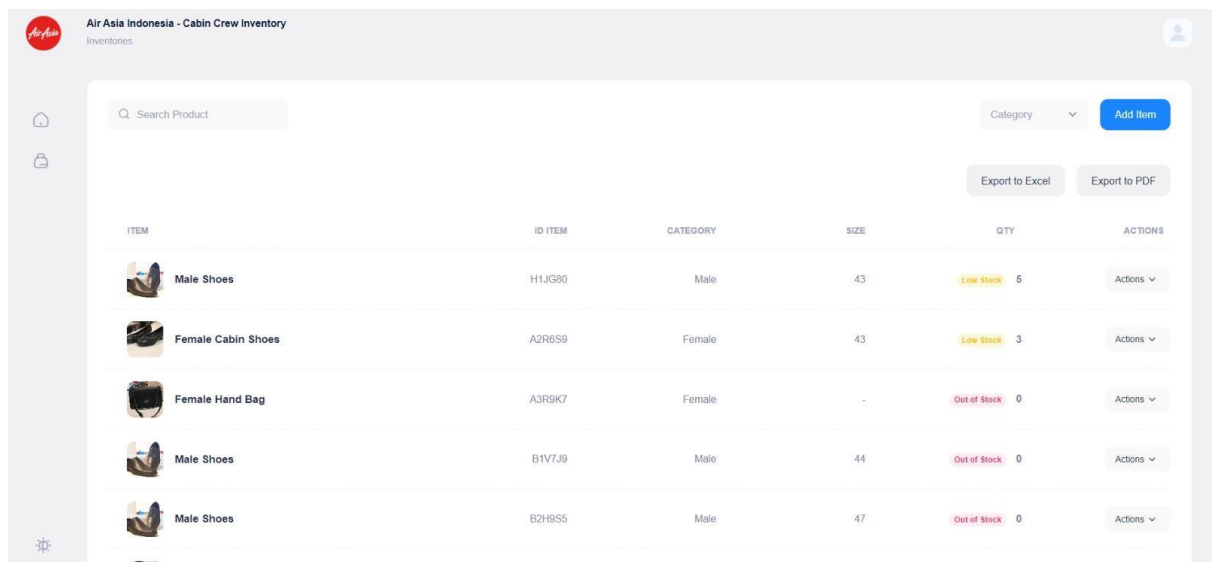 AirAsia
Air Asia Indonesia - Cabin Crew Inventory
Inventories
Search Product
Category
Add Item
Export to Excel
Export to PDF
ITEM ID ITEM CATEGORY SIZE QTY ACTIONS
Male Shoes H1JG80 Male 43 Low Stock 5 Actions
Female Cabin Shoes A2R6S9 Female 43 Low Stock 3 Actions
Female Hand Bag A3R9K7 Female - Out of Stock 0 Actions
Male Shoes B1V7J9 Male 44 Out of Stock 0 Actions
Male Shoes B2H9S5 Male 47 Out of Stock 0 Actions